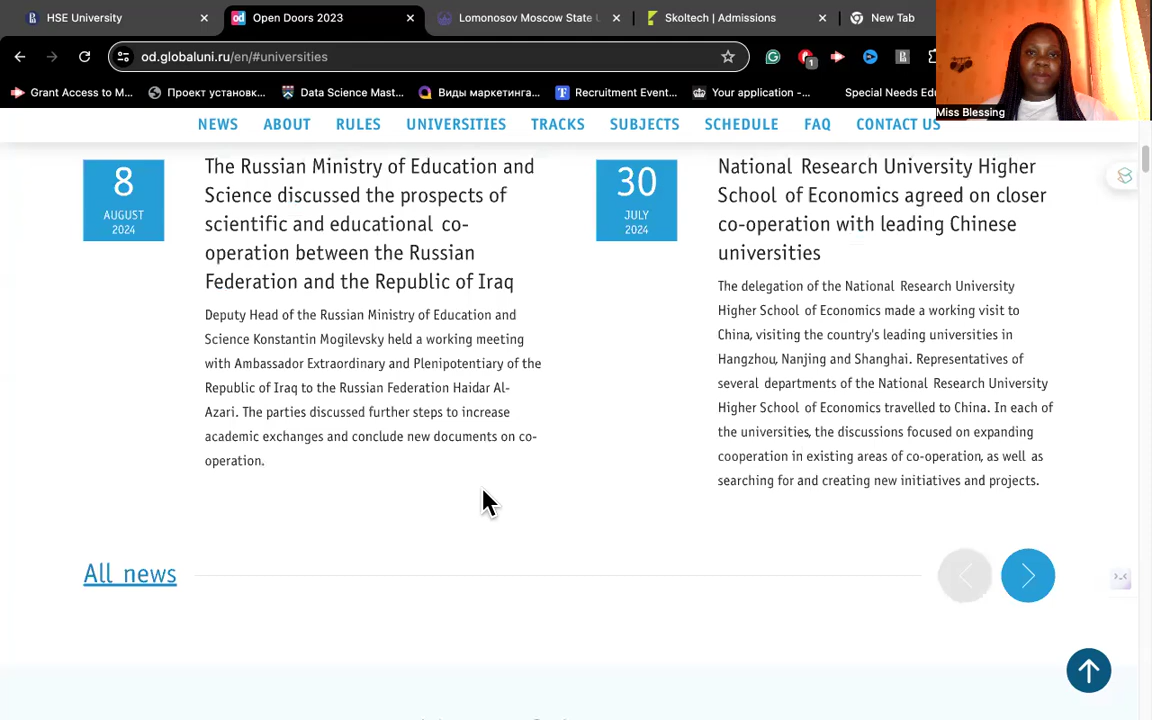 HSE University
Open Doors 2023
Lomonosov Moscow State
Skoltech | Admissions
New Tab
od.globaluni.ru/en/#universities
1
Grant Access to M...
Проект установк...
Data Science Mast...
Виды маркетинга...
Recruitment Event...
Your application -...
Special Needs Edu
Miss Blessing
NEWS
ABOUT
RULES
UNIVERSITIES
TRACKS
SUBJECTS
SCHEDULE
FAQ
CONTACT US
8
AUGUST
2024
The Russian Ministry of Education and
Science discussed the prospects of
scientific and educational co-
operation between the Russian
Federation and the Republic of Iraq
Deputy Head of the Russian Ministry of Education and
Science Konstantin Mogilevsky held a working meeting
with Ambassador Extraordinary and Plenipotentiary of the
Republic of Iraq to the Russian Federation Haidar Al-
Azari. The parties discussed further steps to increase
academic exchanges and conclude new documents on co-
operation.
30
JULY
2024
National Research University Higher
School of Economics agreed on closer
co-operation with leading Chinese
universities
The delegation of the National Research University
Higher School of Economics made a working visit to
China, visiting the country's leading universities in
Hangzhou, Nanjing and Shanghai. Representatives of
several departments of the National Research University
Higher School of Economics travelled to China. In each of
the universities, the discussions focused on expanding
cooperation in existing areas of co-operation, as well as
searching for and creating new initiatives and projects.
All news